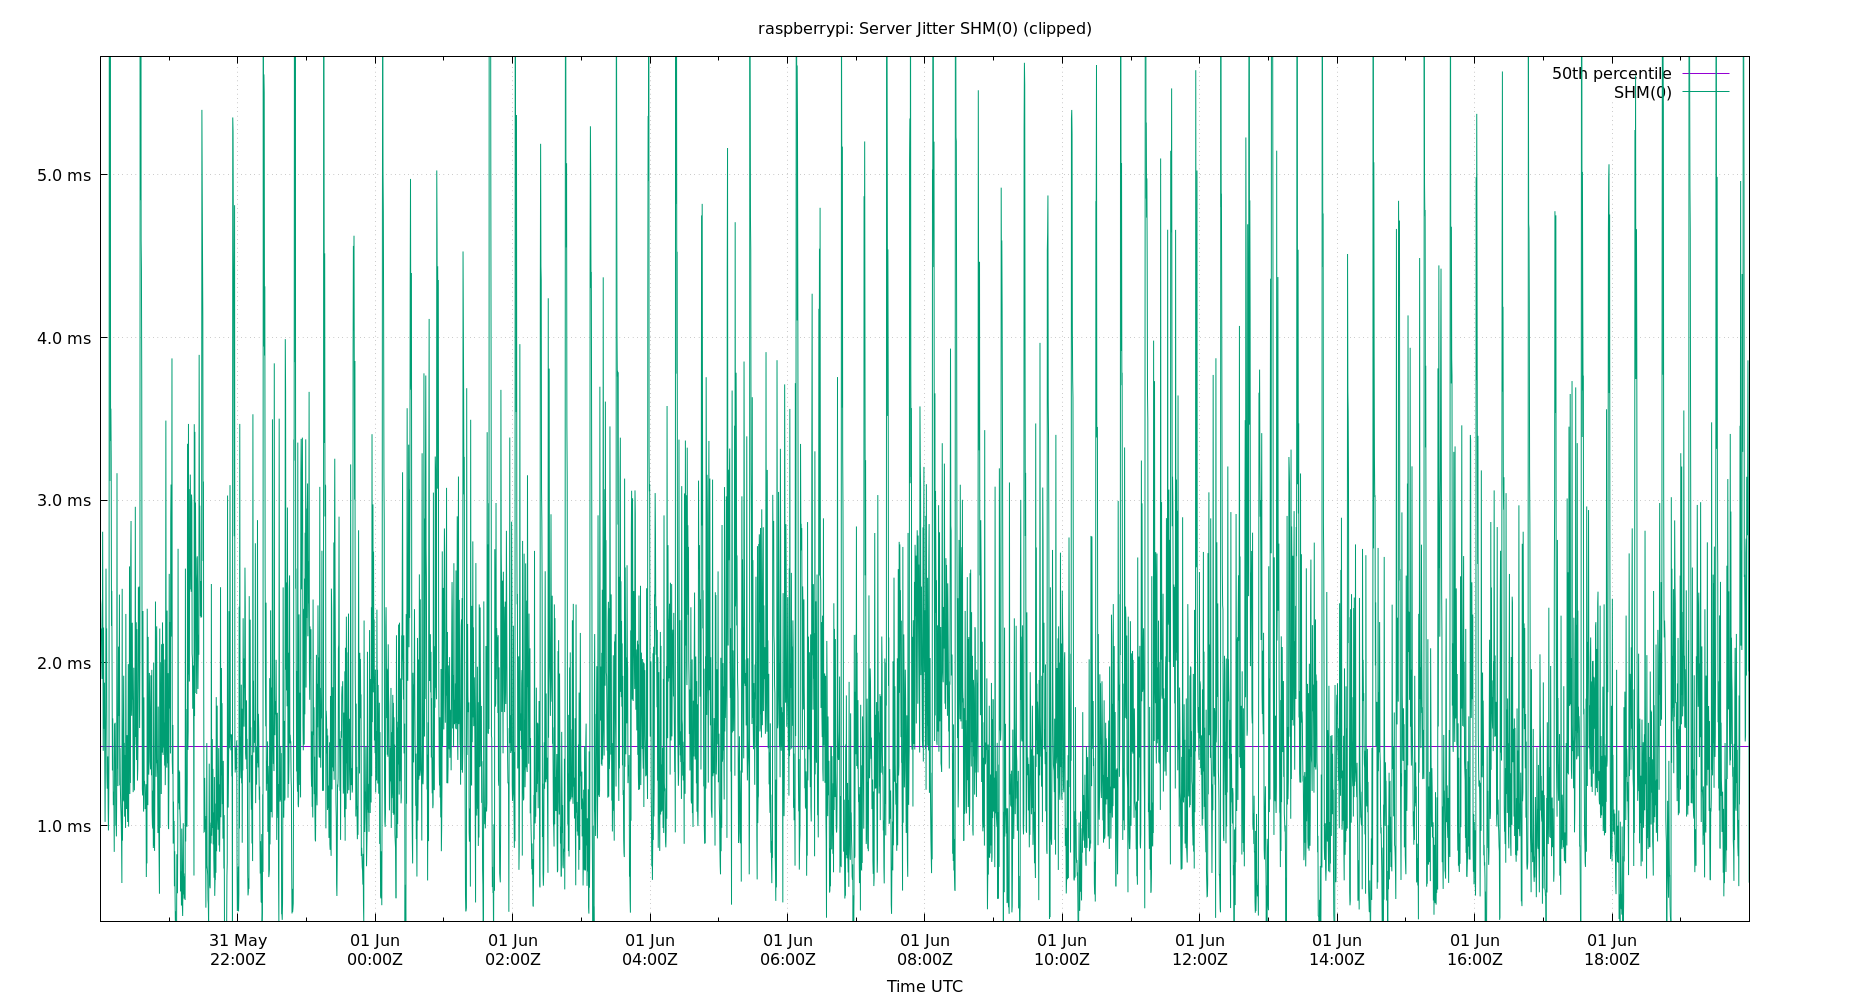 raspberrypi: Server Jitter SHM(0) (clipped)
50th percentile
SHM(0)
5.0 ms
4.0 ms
3.0 ms
2.0 ms
1.0 ms
31 May
22:00Z
01 Jun
00:00Z
01 Jun
02:00Z
01 Jun
04:00Z
01 Jun
06:00Z
01 Jun
08:00Z
01 Jun
10:00Z
01 Jun
12:00Z
01 Jun
14:00Z
01 Jun
16:00Z
01 Jun
18:00Z
Time UTC